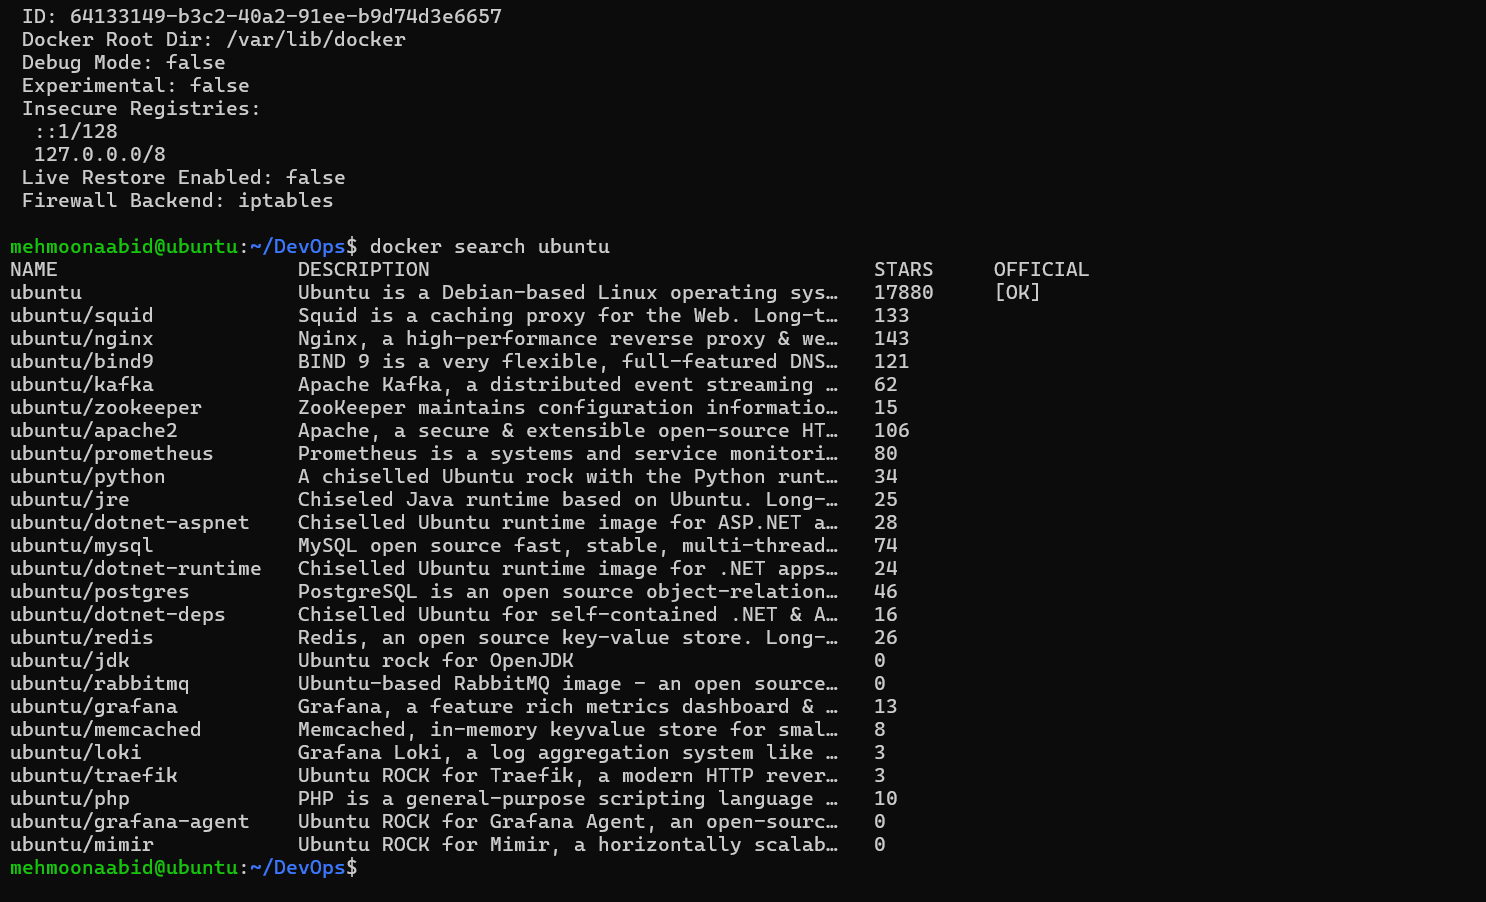 ID: 64133149-b3c2-40a2-91ee-b9d74d3e6657
Docker Root Dir: /var/lib/docker
Debug Mode: false
Experimental: false
Insecure Registries:
::1/128
127.0.0.0/8
Live Restore Enabled: false
Firewall Backend: iptables
mehmoonaabid@ubuntu:~/DevOps$ docker search ubuntu
NAME DESCRIPTION STARS OFFICIAL
ubuntu Ubuntu is a Debian-based Linux operating sys… 17880 [OK]
ubuntu/squid Squid is a caching proxy for the Web. Long-t… 133
ubuntu/nginx Nginx, a high-performance reverse proxy & we… 143
ubuntu/bind9 BIND 9 is a very flexible, full-featured DNS… 121
ubuntu/kafka Apache Kafka, a distributed event streaming … 62
ubuntu/zookeeper ZooKeeper maintains configuration informatio… 15
ubuntu/apache2 Apache, a secure & extensible open-source HT… 106
ubuntu/prometheus Prometheus is a systems and service monitori… 80
ubuntu/python A chiselled Ubuntu rock with the Python runt… 34
ubuntu/jre Chiseled Java runtime based on Ubuntu. Long-… 25
ubuntu/dotnet-aspnet Chiselled Ubuntu runtime image for ASP.NET a… 28
ubuntu/mysql MySQL open source fast, stable, multi-thread… 74
ubuntu/dotnet-runtime Chiselled Ubuntu runtime image for .NET apps… 24
ubuntu/postgres PostgreSQL is an open source object-relation… 46
ubuntu/dotnet-deps Chiselled Ubuntu for self-contained .NET & A… 16
ubuntu/redis Redis, an open source key-value store. Long-… 26
ubuntu/jdk Ubuntu rock for OpenJDK 0
ubuntu/rabbitmq Ubuntu-based RabbitMQ image - an open source… 0
ubuntu/grafana Grafana, a feature rich metrics dashboard & … 13
ubuntu/memcached Memcached, in-memory keyvalue store for smal… 8
ubuntu/loki Grafana Loki, a log aggregation system like … 3
ubuntu/traefik Ubuntu ROCK for Traefik, a modern HTTP rever… 3
ubuntu/php PHP is a general-purpose scripting language … 10
ubuntu/grafana-agent Ubuntu ROCK for Grafana Agent, an open-sourc… 0
ubuntu/mimir Ubuntu ROCK for Mimir, a horizontally scalab… 0
mehmoonaabid@ubuntu:~/DevOps$